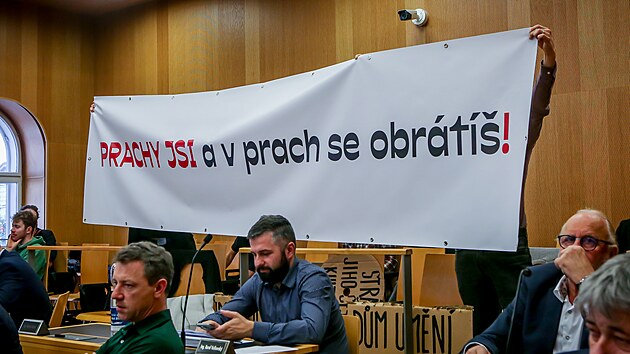 PRACHY JSI a v prach se obrátíš!
DŮM UMĚNÍ